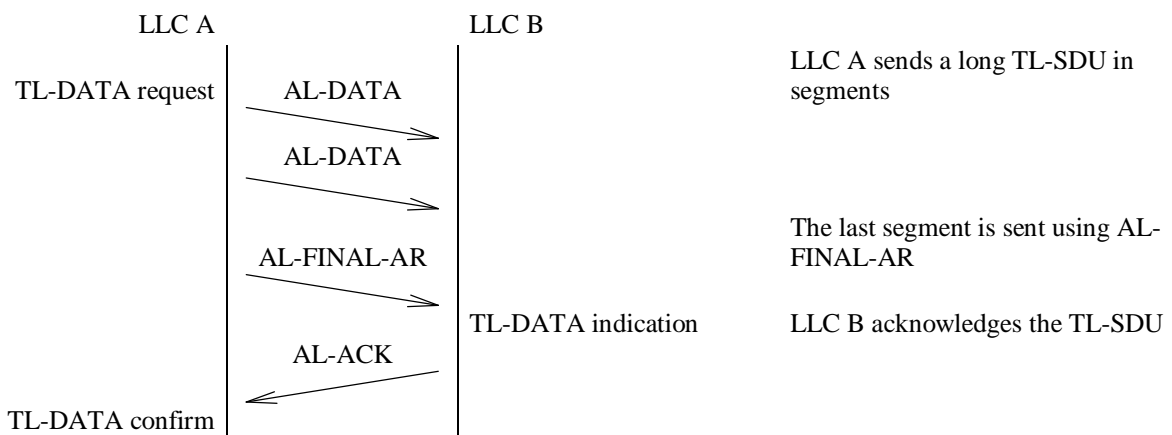 LLC A
LLC B
LLC A sends a long TL-SDU in
segments
TL-DATA request
AL-DATA
AL-DATA
The last segment is sent using AL-
FINAL-AR
AL-FINAL-AR
TL-DATA indication
LLC B acknowledges the TL-SDU
AL-ACK
TL-DATA confirm